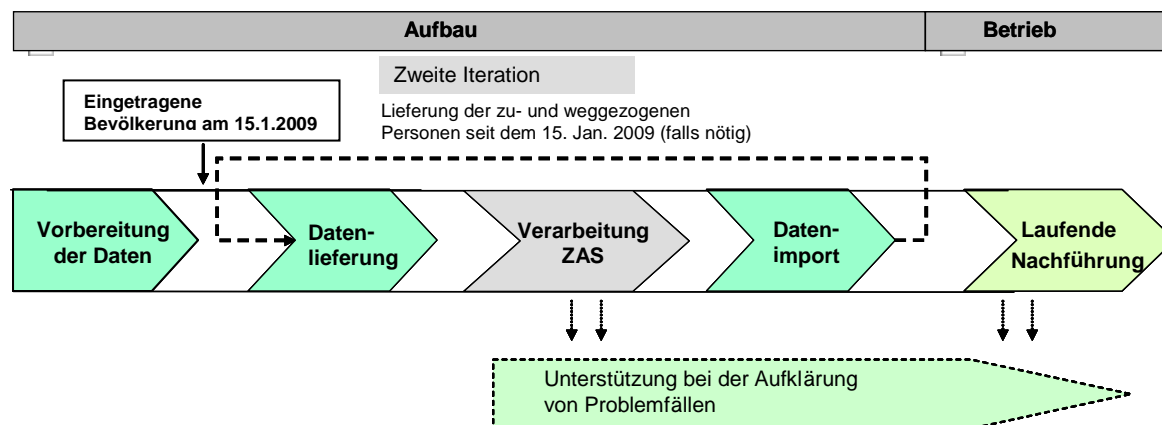 Aufbau
Betrieb
Zweite Iteration
Lieferung der zu- und weggezogenen
Personen seit dem 15. Jan. 2009 (falls nötig)
Eingetragene
Bevölkerung am 15.1.2009
Vorbereitung
der Daten
Daten-
lieferung
Verarbeitung
ZAS
Daten-
import
Laufende
Nachführung
Unterstützung bei der Aufklärung
von Problemfällen